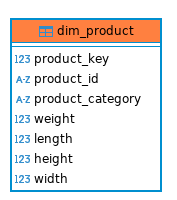 dim_product
123 product_key
A-Z product_id
A-Z product_category
123 weight
123 length
123 height
123 width